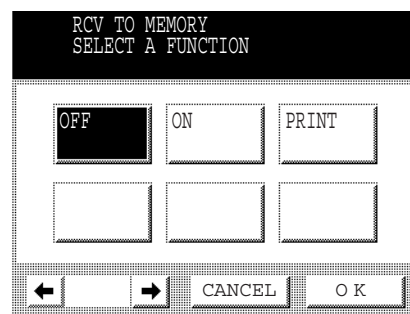 RCV TO MEMORY
SELECT A FUNCTION
OFF ON PRINT
CANCEL O K